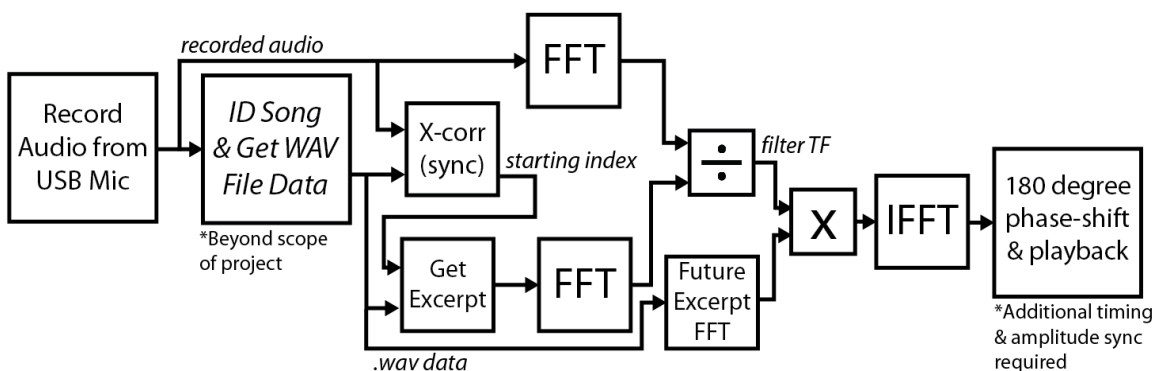 recorded audio
FFT
Record
Audio from
USB Mic
ID Song
& Get WAV
File Data
*Beyond scope
of project
X-corr
(sync)
starting index
÷
filter TF
Get
Excerpt
FFT
Future
Excerpt
FFT
.wav data
X
IFFT
180 degree
phase-shift
& playback
*Additional timing
& amplitude sync
required